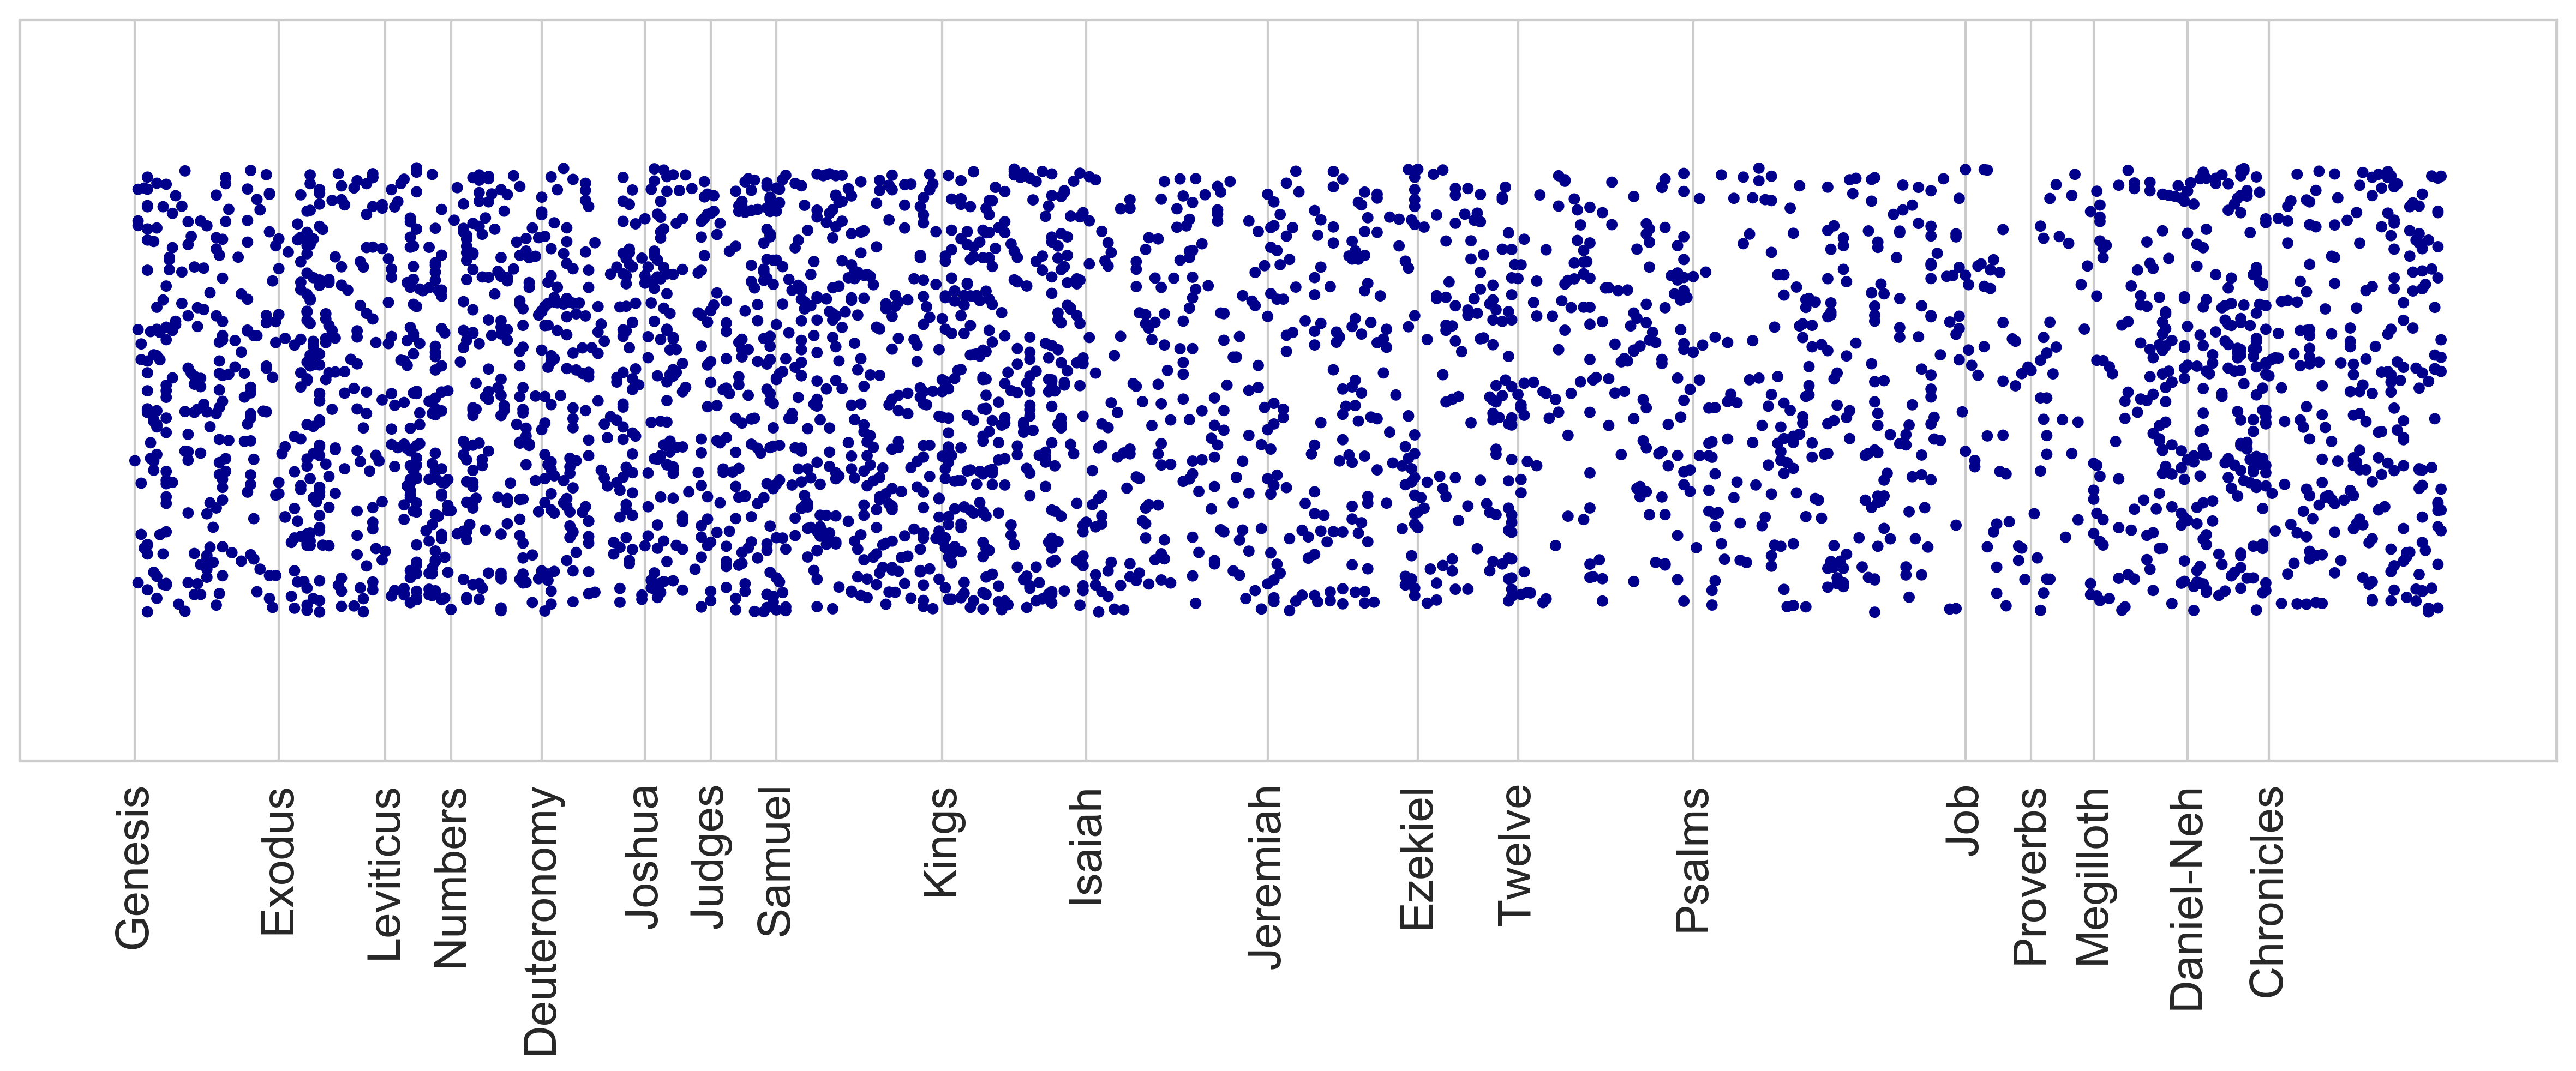 Genesis
Exodus
Leviticus
Numbers
Deuteronomy
Joshua
Judges
Samuel
Kings
Isaiah
Jeremiah
Ezekiel
Twelve
Psalms
Job
Proverbs
Megilloth
Daniel-Neh
Chronicles